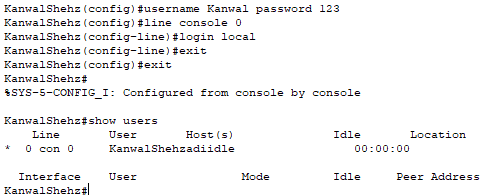 KanwalShehz(config)#username Kanwal password 123
KanwalShehz(config)#line console 0
KanwalShehz(config-line)#login local
KanwalShehz(config-line)#exit
KanwalShehz(config)#exit
KanwalShehz#
%SYS-5-CONFIG_I: Configured from console by console

KanwalShehz#show users
    Line       User       Host(s)              Idle       Location
*  0 con 0     KanwalShehzadiidle                 00:00:00

  Interface    User               Mode         Idle     Peer Address
KanwalShehz#